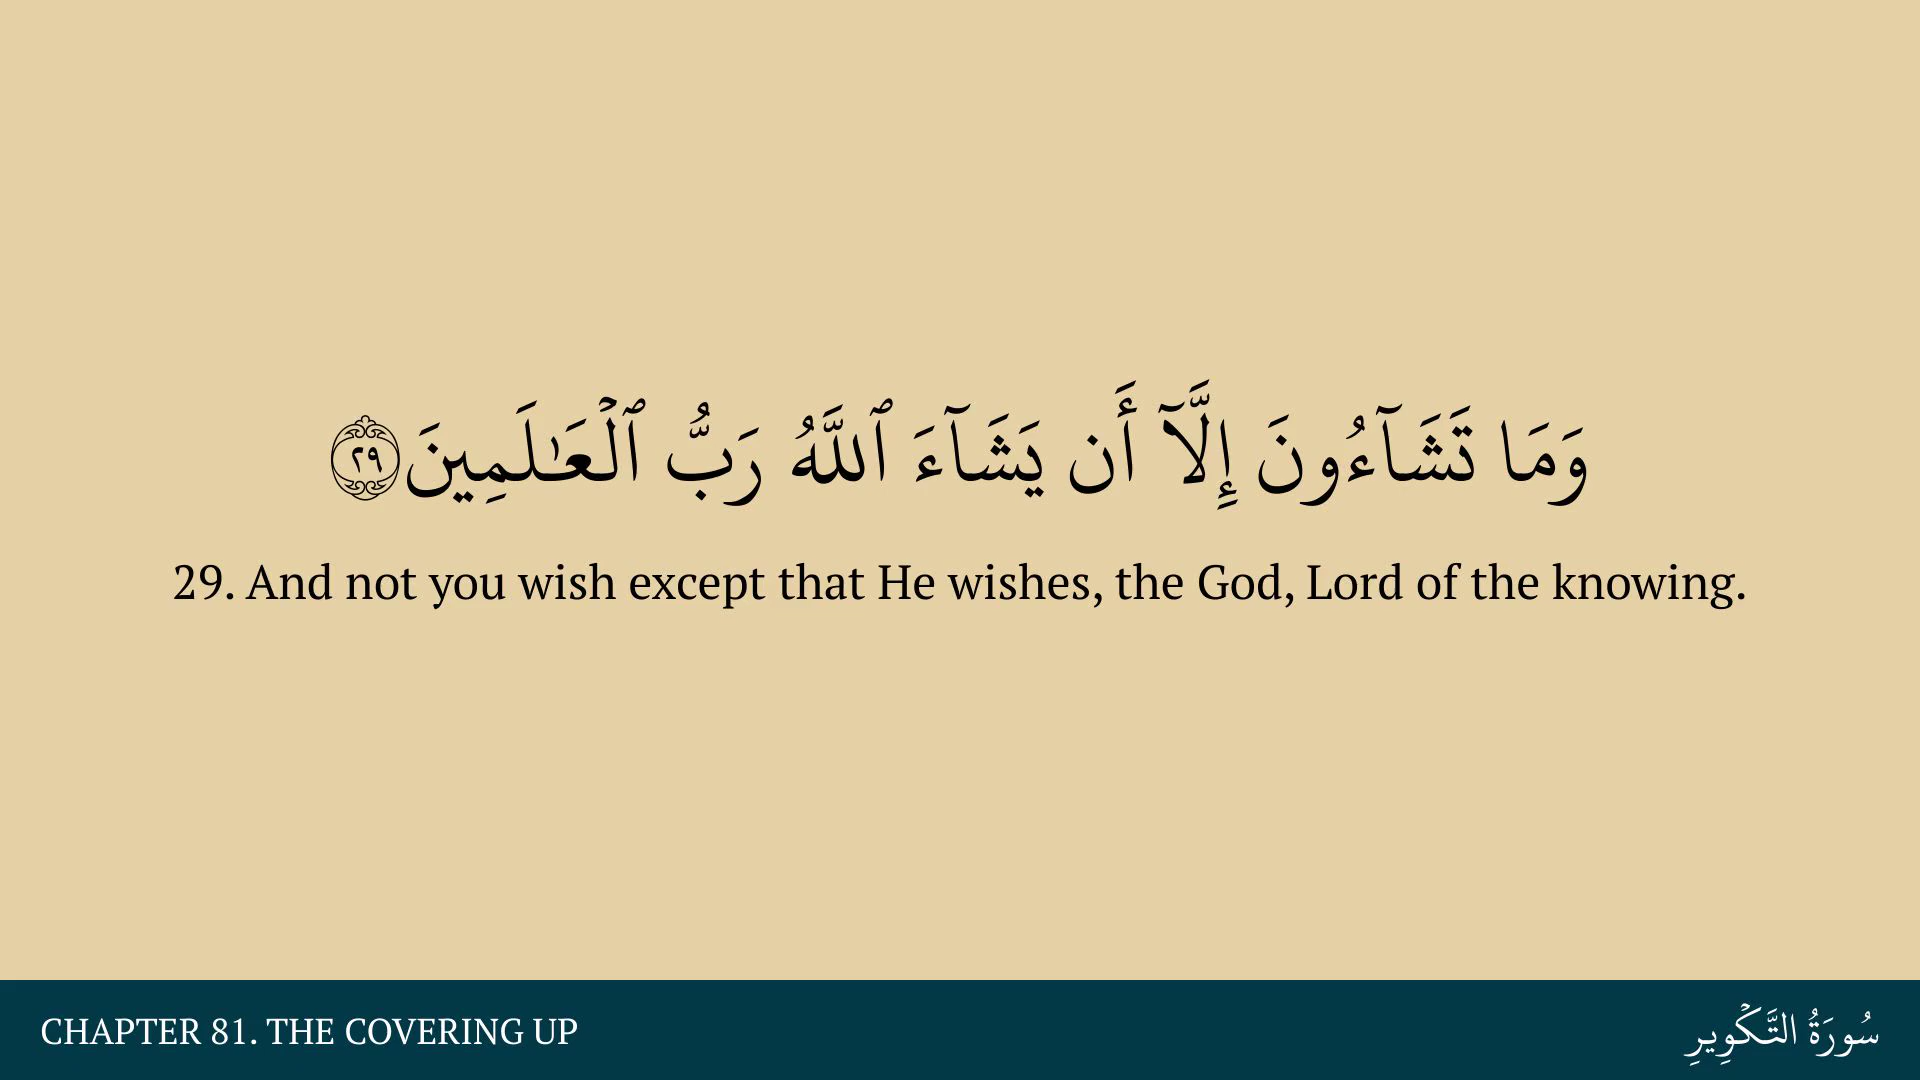 وَمَا تَشَآءُونَ إِلَّآ أَن يَشَآءَ ٱللَّهُ رَبُّ ٱلْعَـٰلَمِينَ ٢٩
29. And not you wish except that He wishes, the God, Lord of the knowing.
CHAPTER 81. THE COVERING UP
سُورَةُ التَّكْوِيرِ